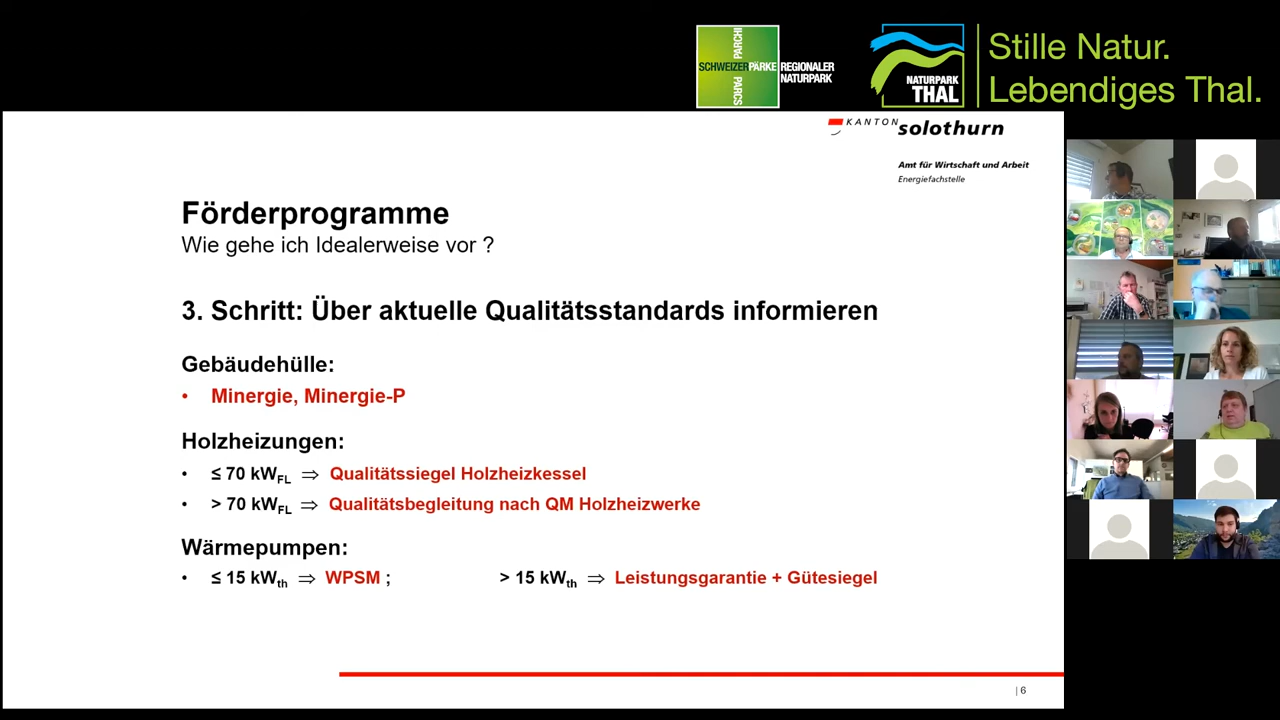 SCHWEIZER PÄRKE
PARCHI
PARCS
REGIONALER
NATURPARK
NATURPARK
THAL
Stille Natur.
Lebendiges Thal.
KANTON solothurn
Amt für Wirtschaft und Arbeit
Energiefachstelle
Förderprogramme
Wie gehe ich Idealerweise vor ?
3. Schritt: Über aktuelle Qualitätsstandards informieren
Gebäudehülle:
• Minergie, Minergie-P
Holzheizungen:
• ≤ 70 kWFL ⇒ Qualitätssiegel Holzheizkessel
• > 70 kWFL ⇒ Qualitätsbegleitung nach QM Holzheizwerke
Wärmepumpen:
• ≤ 15 kWth ⇒ WPSM ; > 15 kWth ⇒ Leistungsgarantie + Gütesiegel
| 6